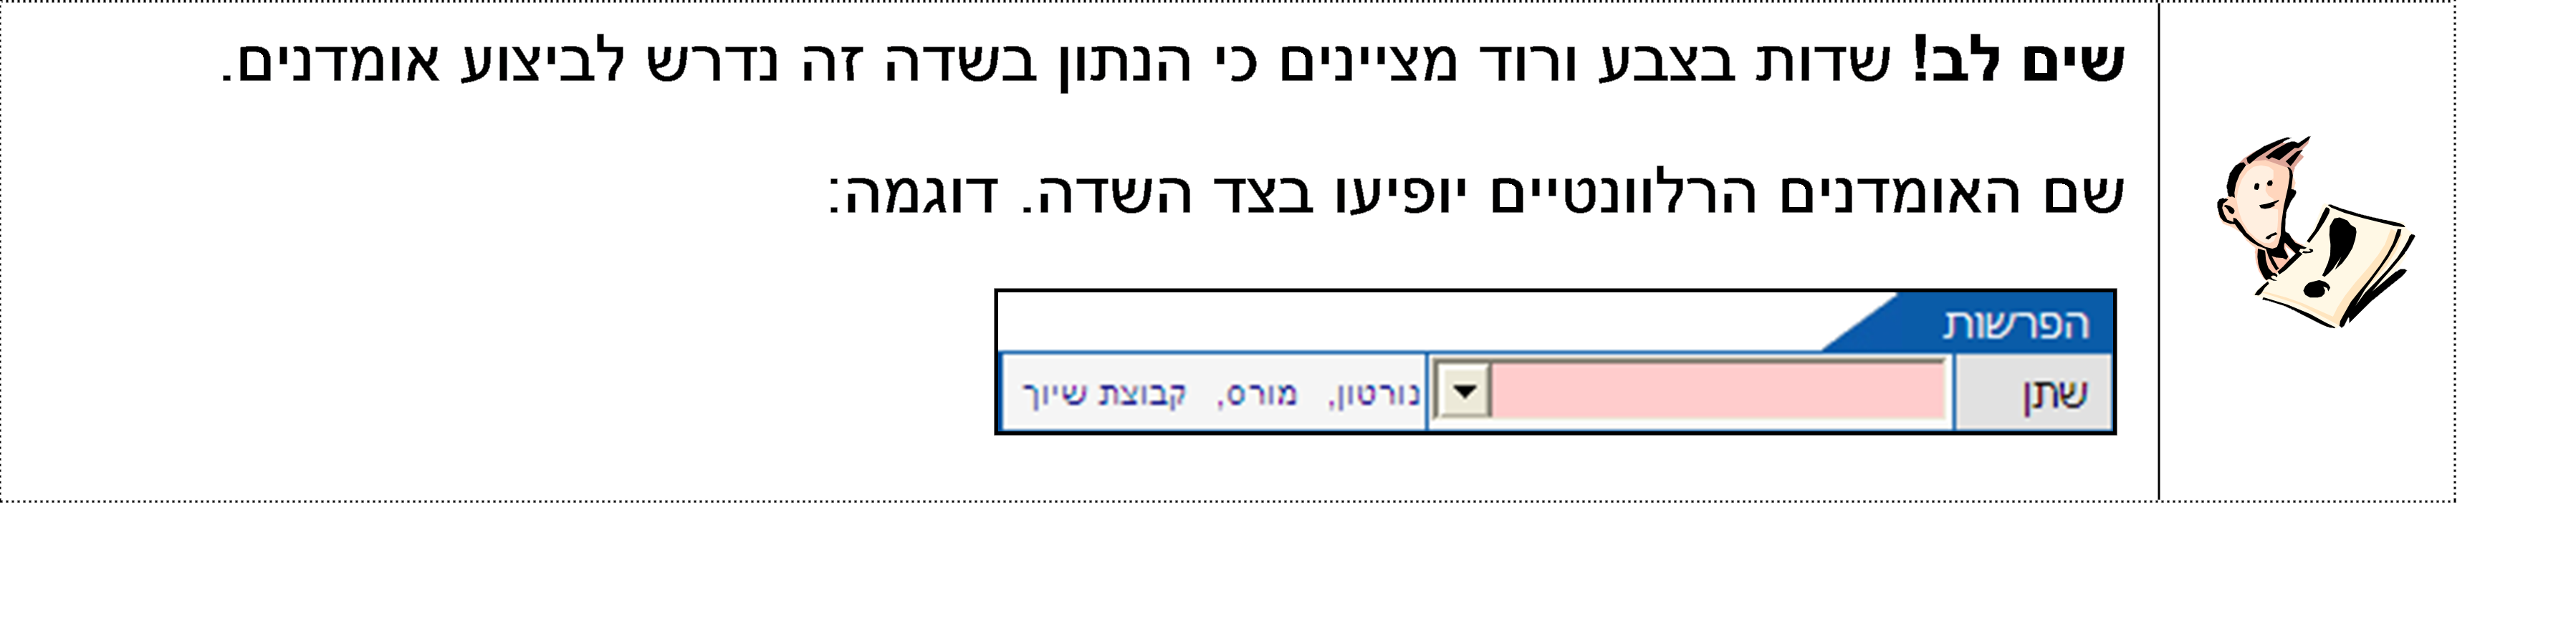 שים לב! שדות בצבע ורוד מציינים כי הנתון בשדה זה נדרש לביצוע אומדנים.
שם האומדנים הרלוונטיים יופיעו בצד השדה. דוגמה:
הפרשות
שתן נורטון, מורס, קבוצת שיוך